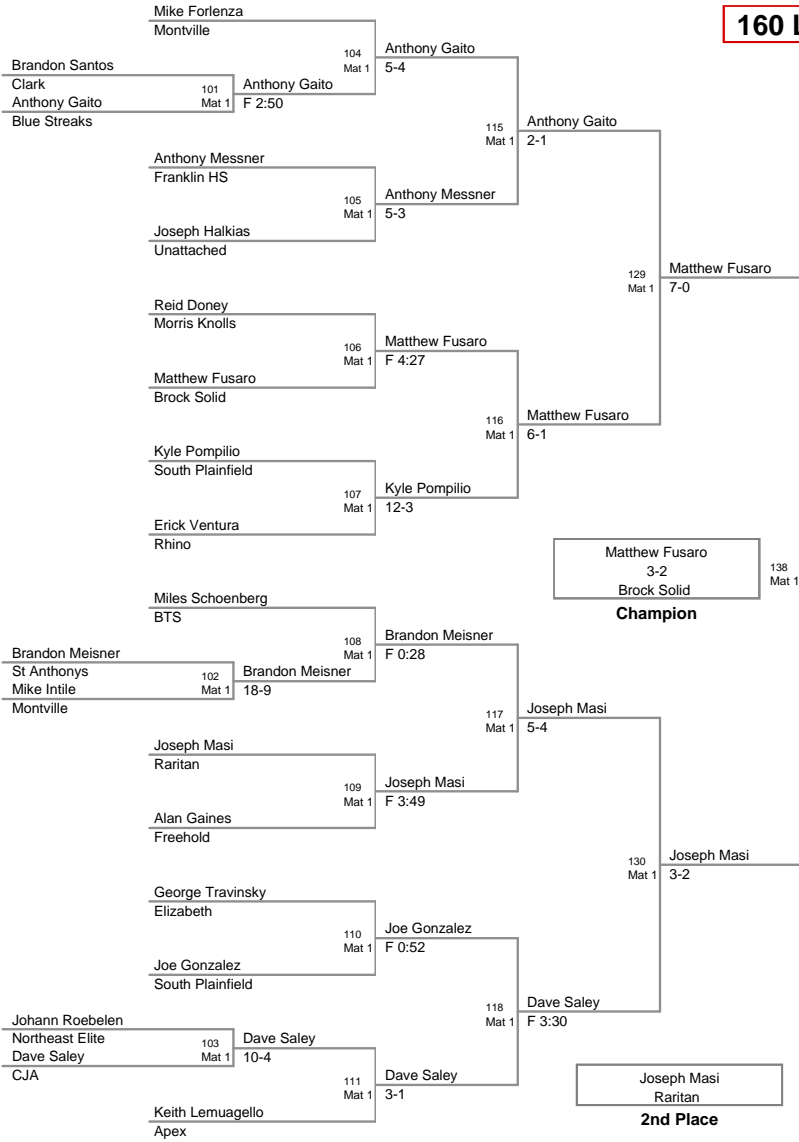 Mike Forlenza
160 L
Montville
104
Mat 1
Anthony Gaito
5-4
Brandon Santos
Clark
101
Mat 1
Anthony Gaito
F 2:50
Anthony Gaito
Blue Streaks
115
Mat 1
Anthony Gaito
2-1
Anthony Messner
Franklin HS
105
Mat 1
Anthony Messner
5-3
Joseph Halkias
Unattached
129
Mat 1
Matthew Fusaro
7-0
Reid Doney
Morris Knolls
106
Mat 1
Matthew Fusaro
F 4:27
Matthew Fusaro
Brock Solid
116
Mat 1
Matthew Fusaro
6-1
Kyle Pompilio
South Plainfield
107
Mat 1
Kyle Pompilio
12-3
Erick Ventura
Rhino
Matthew Fusaro
3-2
Brock Solid
138
Mat 1
Champion
Miles Schoenberg
BTS
108
Mat 1
Brandon Meisner
F 0:28
Brandon Meisner
St Anthonys
102
Mat 1
Brandon Meisner
18-9
Mike Intile
Montville
117
Mat 1
Joseph Masi
5-4
Joseph Masi
Raritan
109
Mat 1
Joseph Masi
F 3:49
Alan Gaines
Freehold
130
Mat 1
Joseph Masi
3-2
George Travinsky
Elizabeth
110
Mat 1
Joe Gonzalez
F 0:52
Joe Gonzalez
South Plainfield
118
Mat 1
Dave Saley
F 3:30
Johann Roebelen
Northeast Elite
103
Mat 1
Dave Saley
10-4
Dave Saley
CJA
111
Mat 1
Dave Saley
3-1
Keith Lemuagello
Apex
Joseph Masi
Raritan
2nd Place